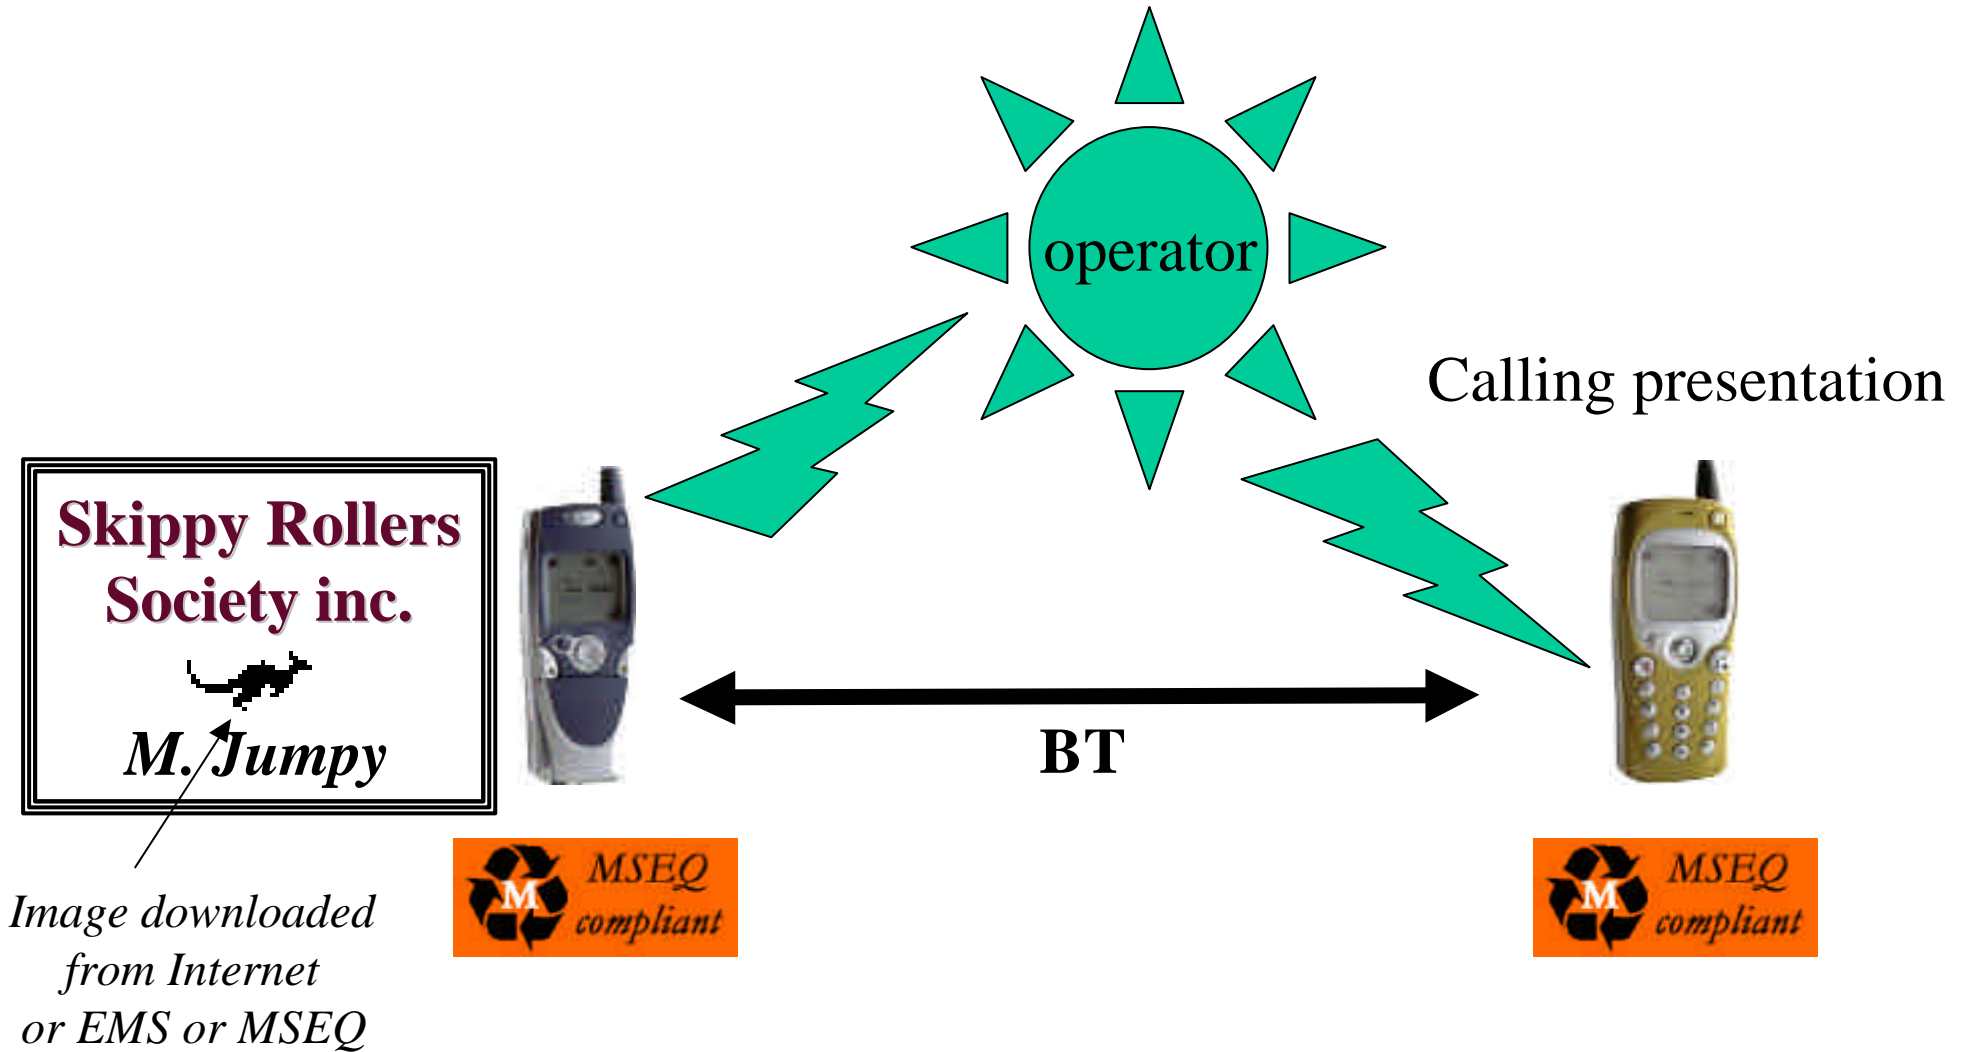 operator
Calling presentation
Skippy Rollers
Society inc.
M. Jumpy
BT
M
MSEQ
compliant
M
MSEQ
compliant
Image downloaded
from Internet
or EMS or MSEQ